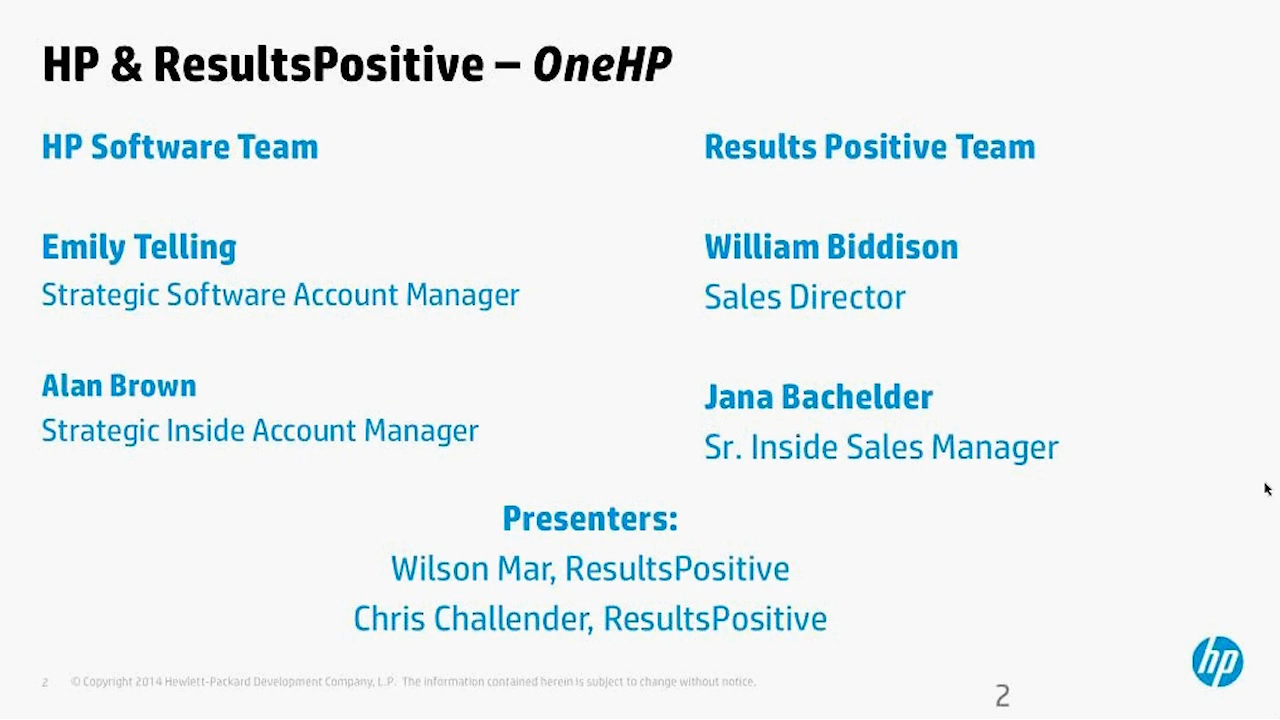 HP & ResultsPositive – OneHP
HP Software Team
Emily Telling
Strategic Software Account Manager
Alan Brown
Strategic Inside Account Manager
Results Positive Team
William Biddison
Sales Director
Jana Bachelder
Sr. Inside Sales Manager
Presenters:
Wilson Mar, ResultsPositive
Chris Challender, ResultsPositive
2 © Copyright 2014 Hewlett-Packard Development Company, L.P. The information contained herein is subject to change without notice.
2
hp